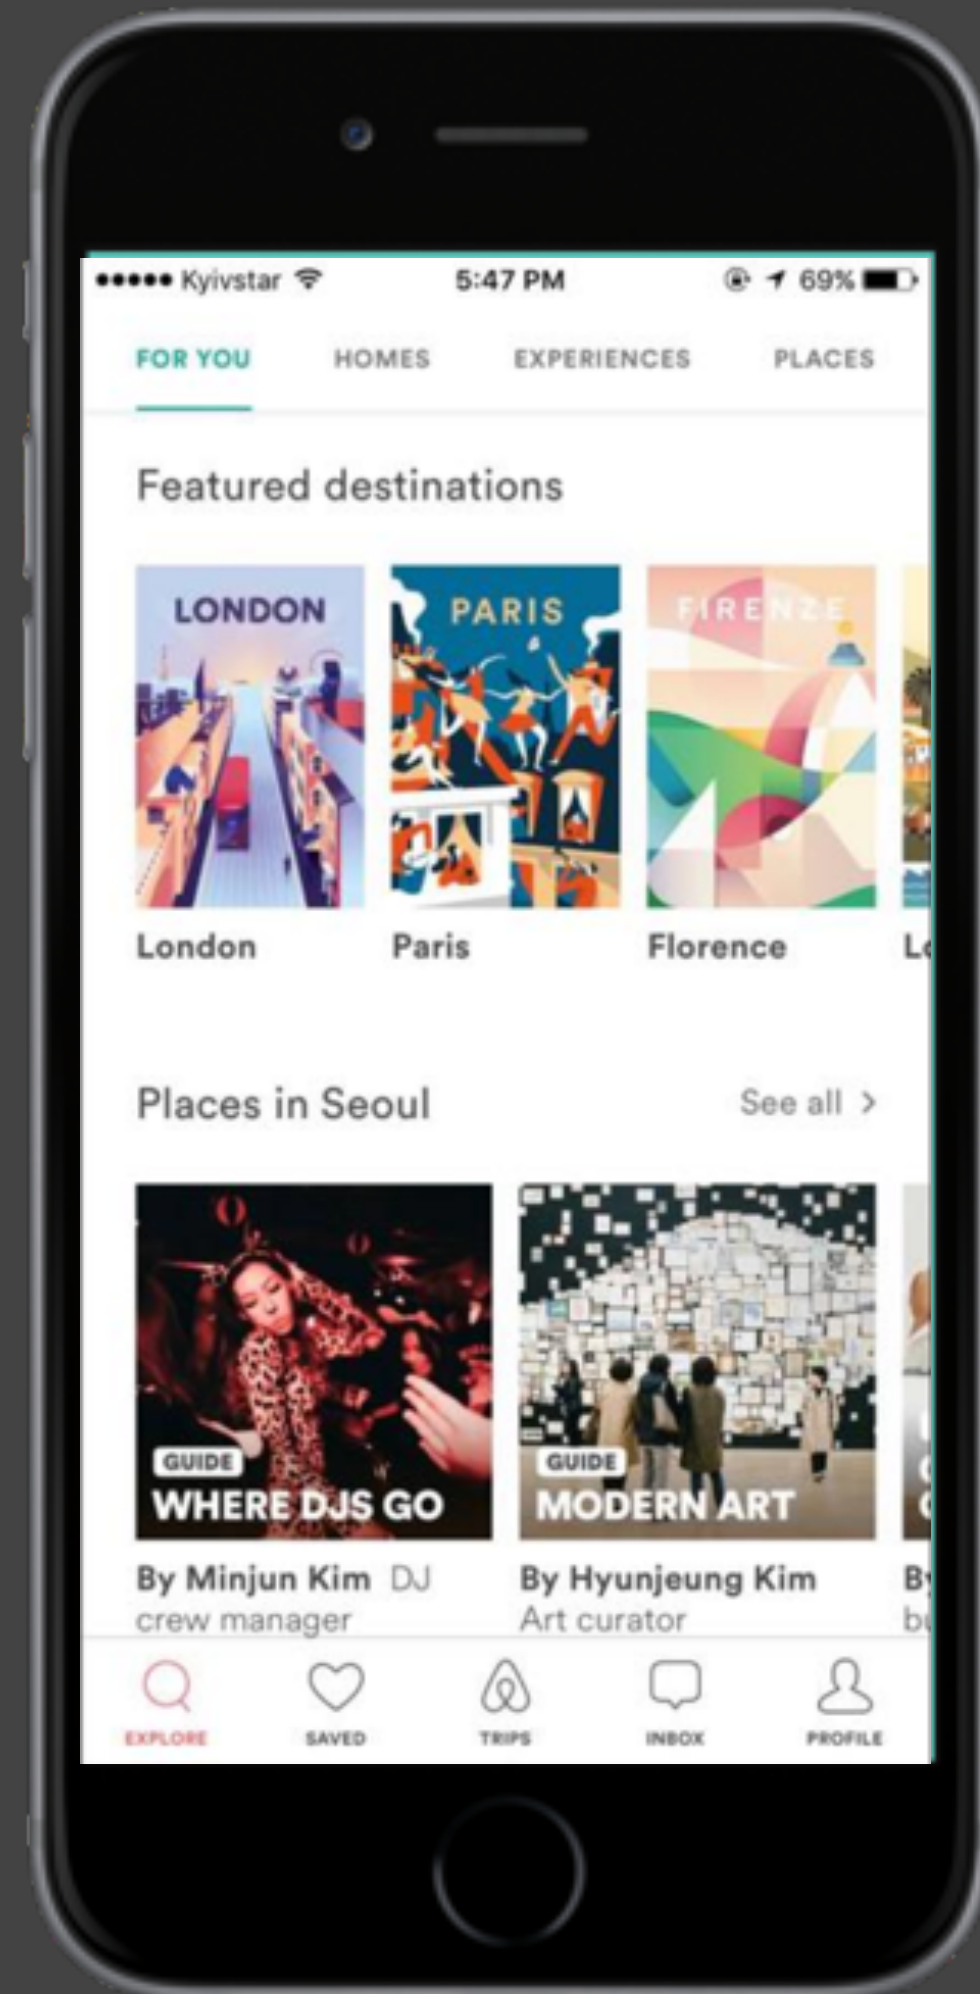 Kyivstar 5:47 PM 69%
FOR YOU HOMES EXPERIENCES PLACES
Featured destinations
LONDON PARIS FIRENZE
London Paris Florence
Places in Seoul See all >
GUIDE GUIDE
WHERE DJS GO MODERN ART
By Minjun Kim DJ By Hyunjeung Kim
crew manager Art curator
EXPLORE SAVED TRIPS INBOX PROFILE